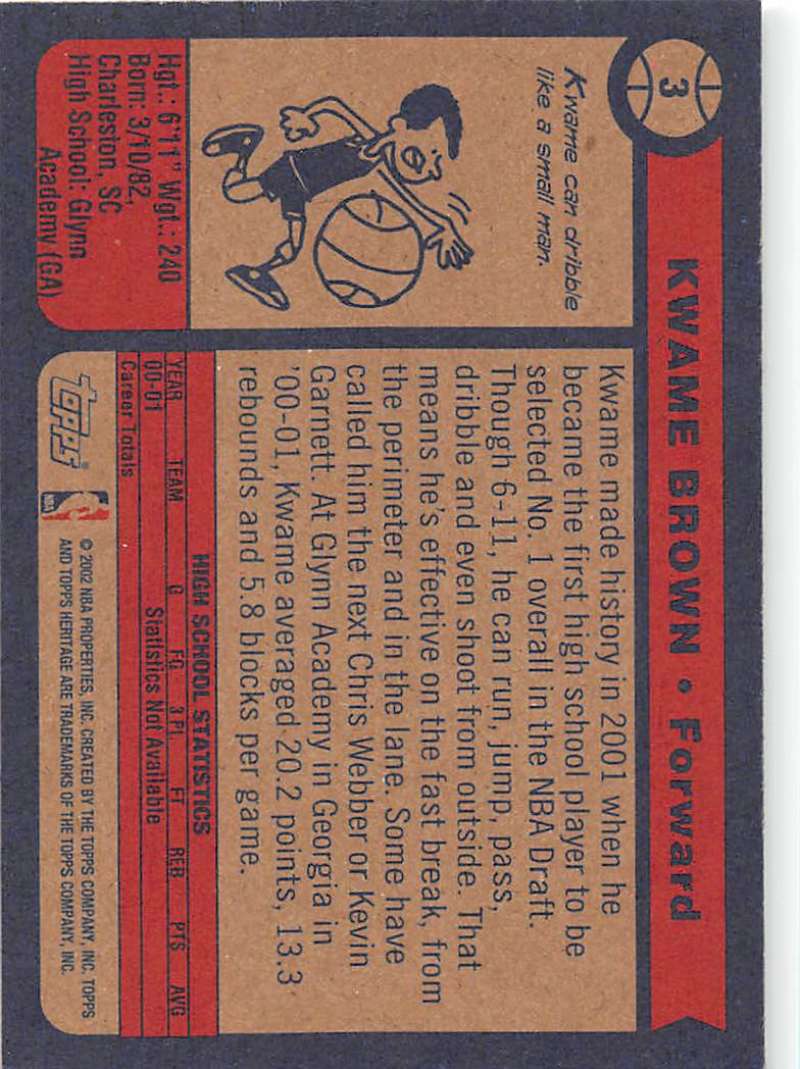 3
KWAME BROWN • Forward
Kwame can dribble
like a small man.
Hgt.: 6'11" Wgt.: 240
Born: 3/10/82,
Charleston, SC
High School: Glynn
Academy (GA)
Kwame made history in 2001 when he
became the first high school player to be
selected No. 1 overall in the NBA Draft.
Though 6-11, he can run, jump, pass,
dribble and even shoot from outside. That
means he's effective on the fast break, from
the perimeter and in the lane. Some have
called him the next Chris Webber or Kevin
Garnett. At Glynn Academy in Georgia in
'00-01, Kwame averaged 20.2 points, 13.3
rebounds and 5.8 blocks per game.
HIGH SCHOOL STATISTICS
YEAR TEAM G FG 3 PT FT REB PTS AVG
00-01 Statistics Not Available
Career Totals
Topps® NBA
© 2002 NBA PROPERTIES, INC. CREATED BY THE TOPPS COMPANY, INC. TOPPS
AND TOPPS HERITAGE ARE TRADEMARKS OF THE TOPPS COMPANY, INC.